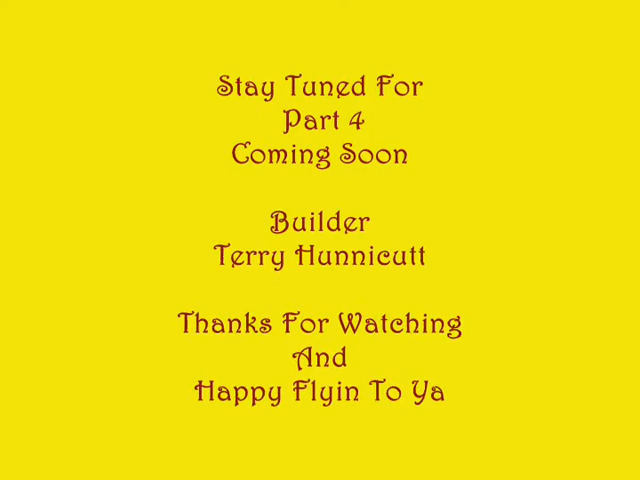 Stay Tuned For
Part 4
Coming Soon
Builder
Terry Hunnicutt
Thanks For Watching
And
Happy Flyin To Ya